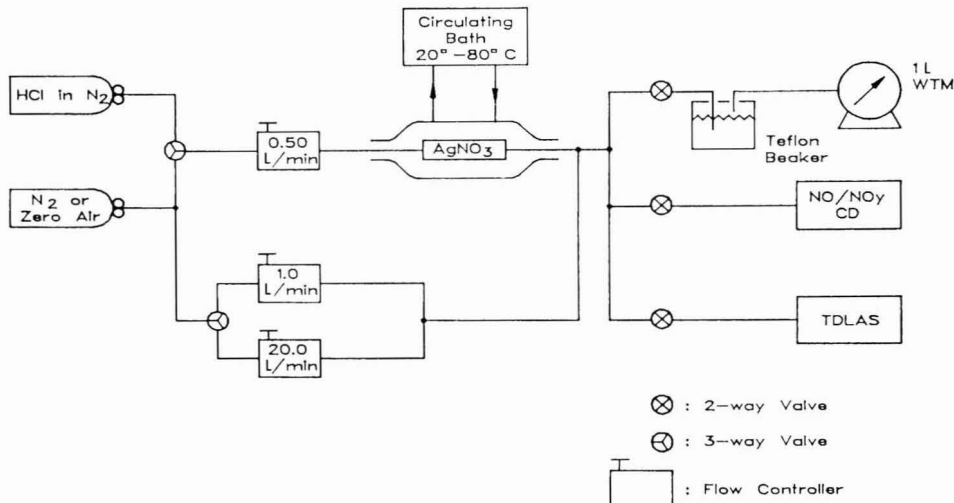 Circulating
Bath
20° -80° C
HCl in N2
1 L
WTM
0.50
L/min
AgNO3
Teflon
Beaker
N2 or
Zero Air
NO/NOy
CD
1.0
L/min
20.0
L/min
TDLAS
: 2-way Valve
: 3-way Valve
: Flow Controller